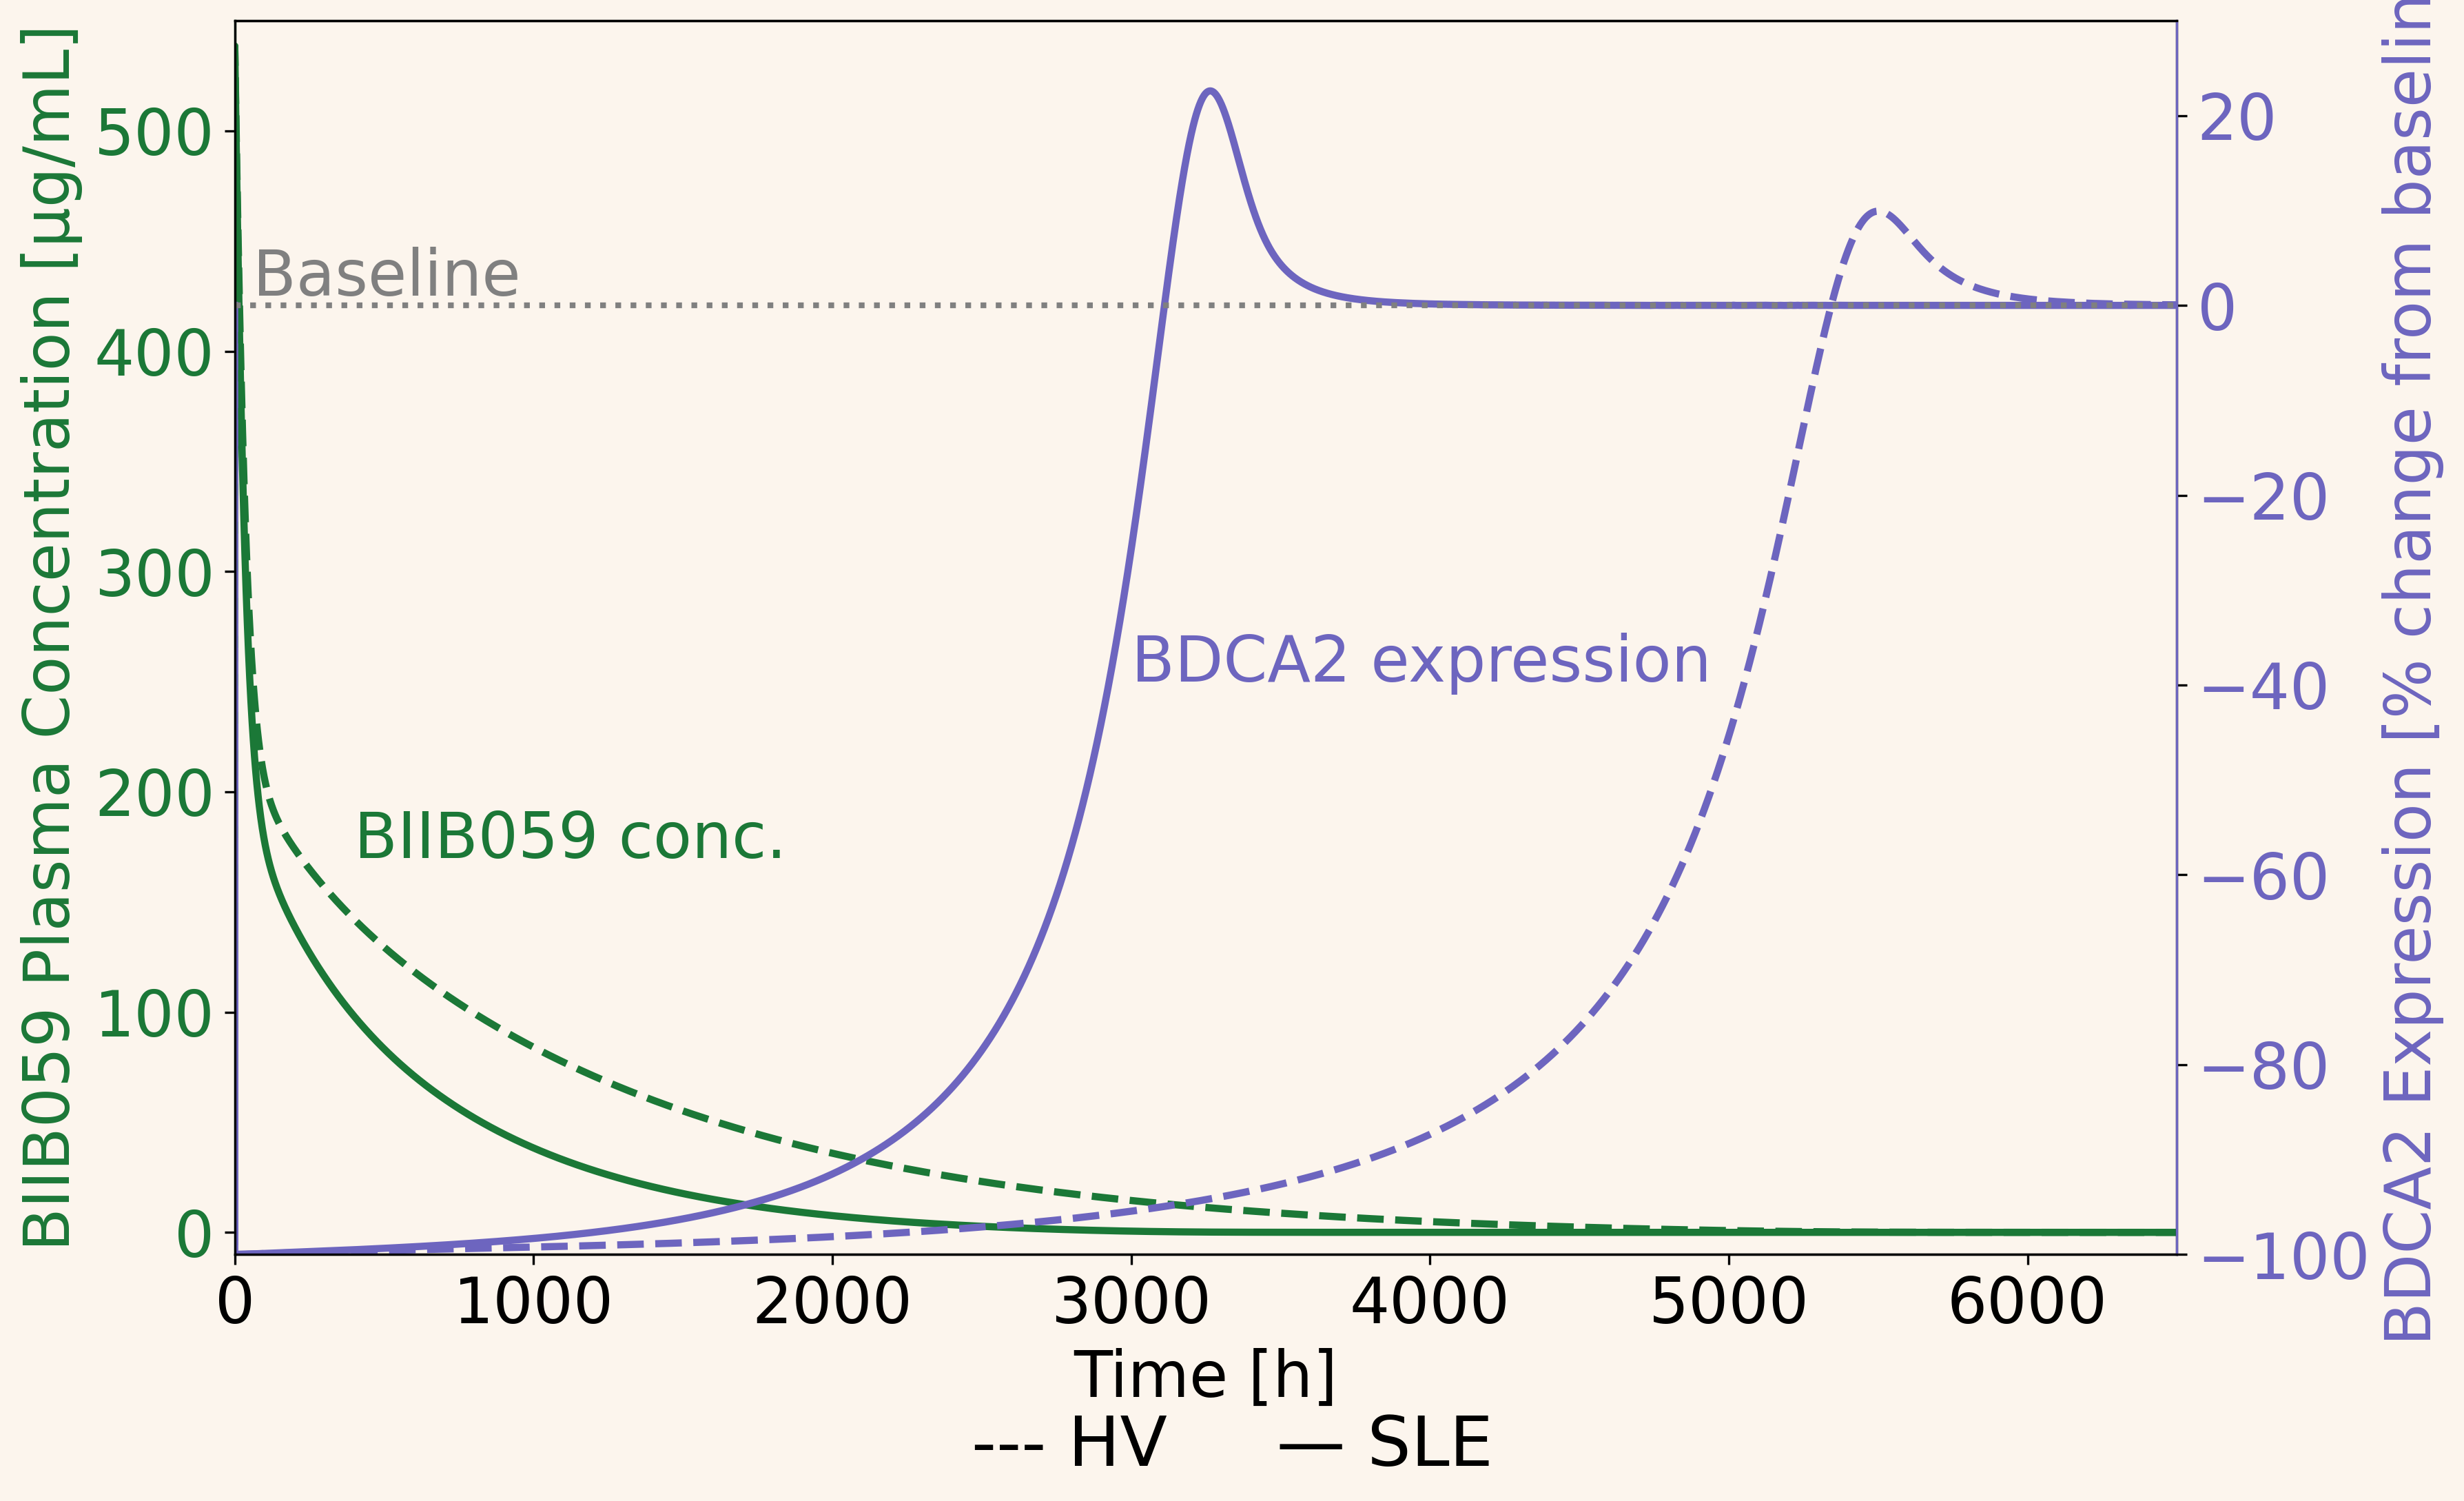 BIIB059 Plasma Concentration [µg/mL]
500
400
300
200
100
0
Baseline
BIIB059 conc.
BDCA2 expression
20
0
−20
−40
−60
−80
−100
BDCA2 Expression [% change from baselin
0 1000 2000 3000 4000 5000 6000
Time [h]
--- HV — SLE